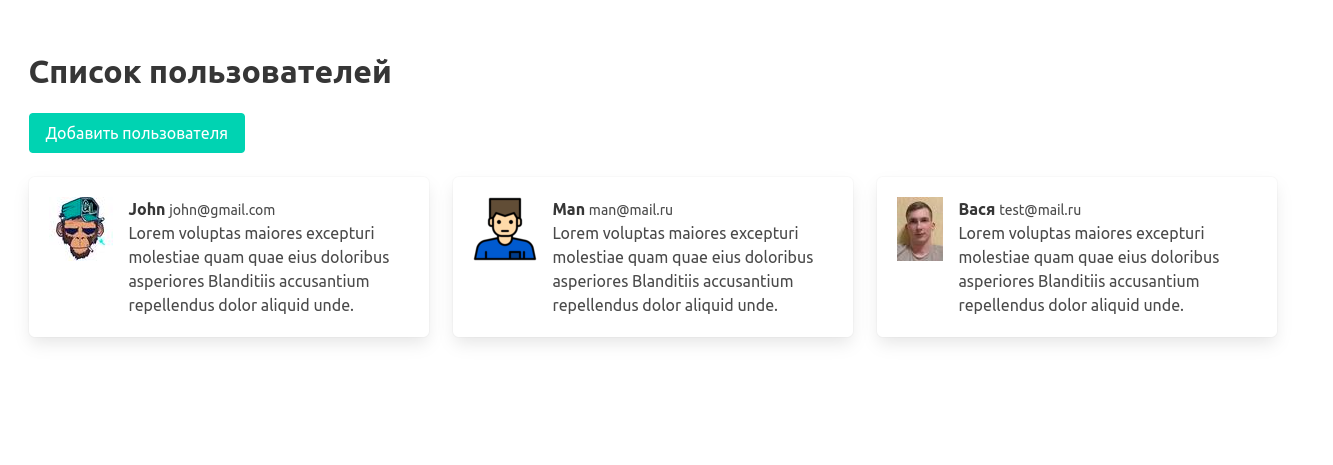 Список пользователей
Добавить пользователя
John john@gmail.com
Lorem voluptas maiores excepturi
molestiae quam quae eius doloribus
asperiores Blanditiis accusantium
repellendus dolor aliquid unde.
Man man@mail.ru
Lorem voluptas maiores excepturi
molestiae quam quae eius doloribus
asperiores Blanditiis accusantium
repellendus dolor aliquid unde.
Вася test@mail.ru
Lorem voluptas maiores excepturi
molestiae quam quae eius doloribus
asperiores Blanditiis accusantium
repellendus dolor aliquid unde.